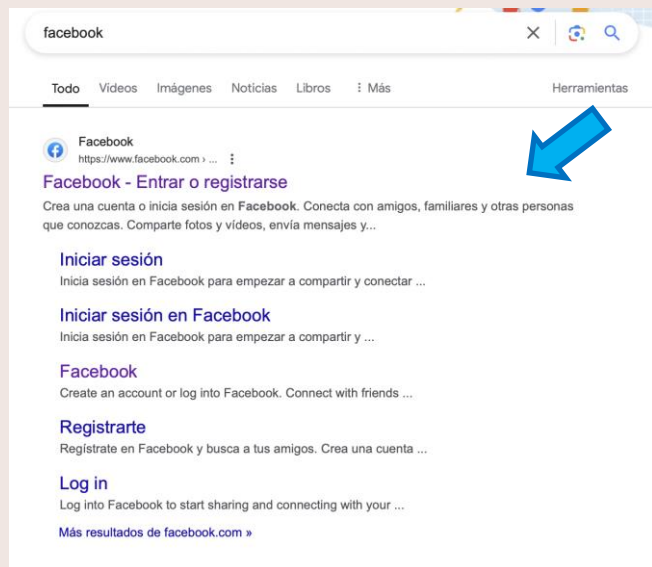 facebook
Todo Vídeos Imágenes Noticias Libros Más Herramientas
Facebook
https://www.facebook.com › ...
Facebook - Entrar o registrarse
Crea una cuenta o inicia sesión en Facebook. Conecta con amigos, familiares y otras personas
que conozcas. Comparte fotos y vídeos, envía mensajes y...
Iniciar sesión
Inicia sesión en Facebook para empezar a compartir y conectar ...
Iniciar sesión en Facebook
Inicia sesión en Facebook para empezar a compartir y ...
Facebook
Create an account or log into Facebook. Connect with friends ...
Registrarte
Regístrate en Facebook y busca a tus amigos. Crea una cuenta ...
Log in
Log into Facebook to start sharing and connecting with your ...
Más resultados de facebook.com »